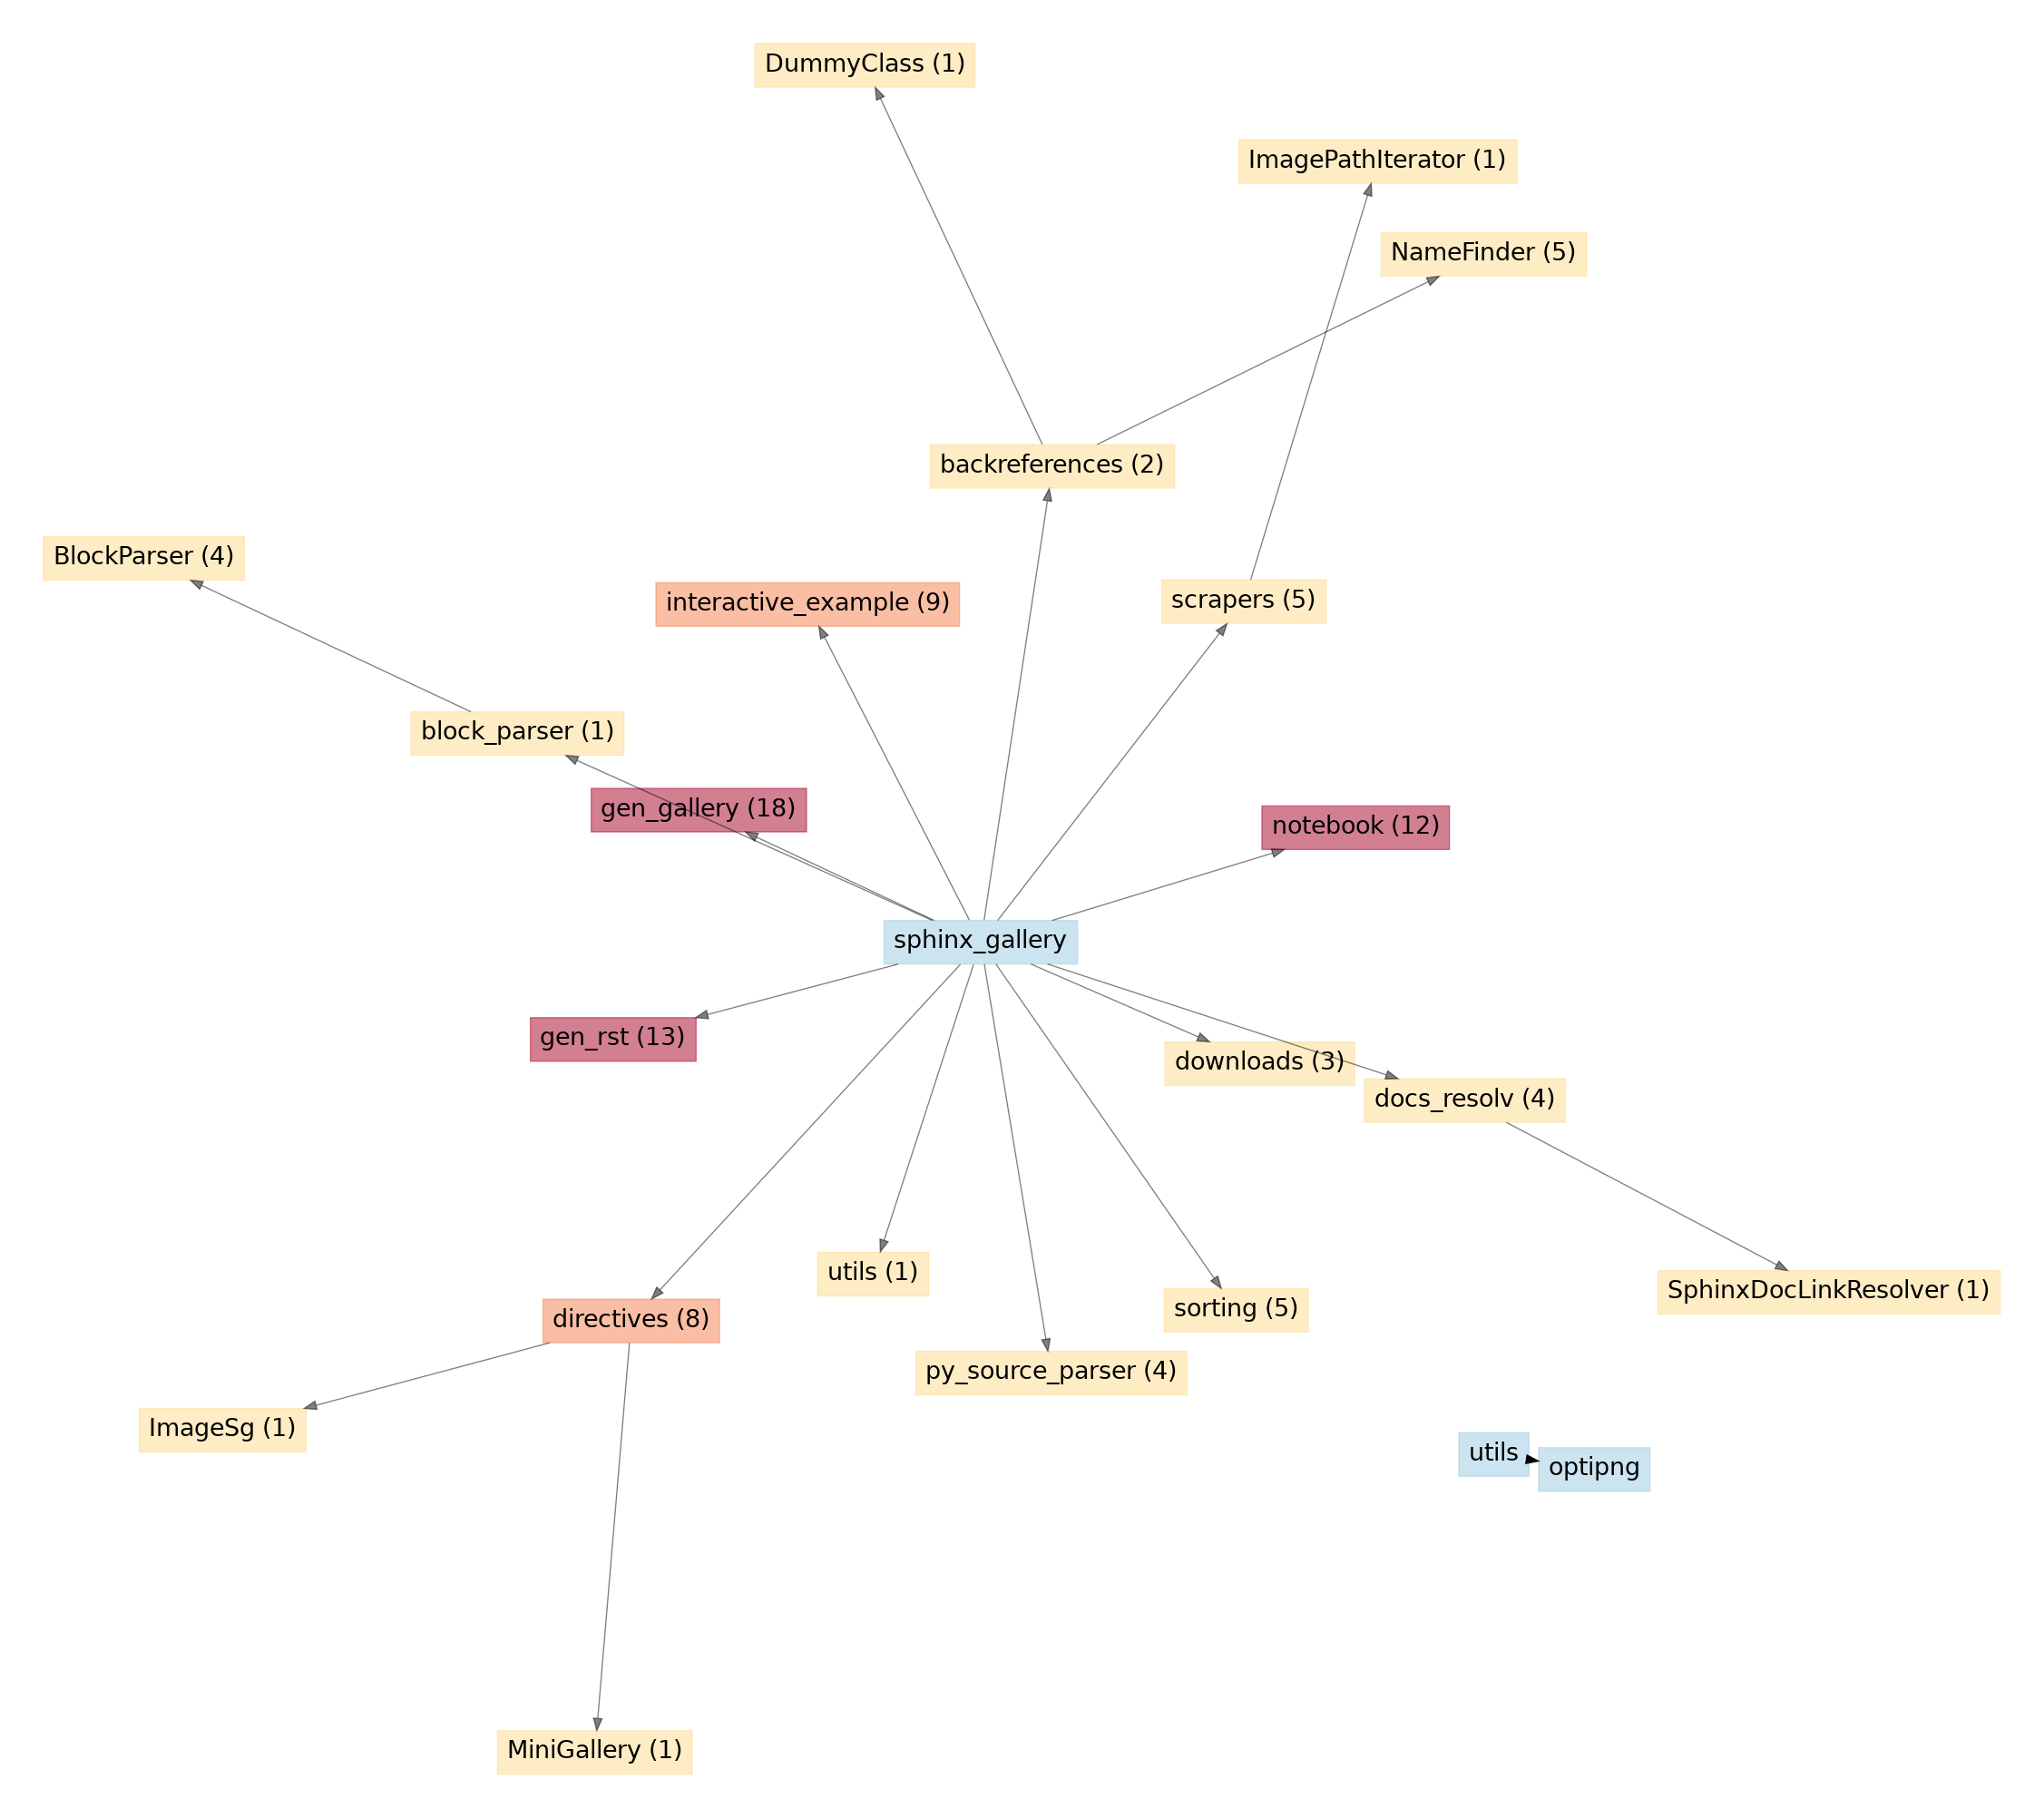 DummyClass (1)
ImagePathIterator (1)
NameFinder (5)
backreferences (2)
BlockParser (4)
interactive_example (9)
scrapers (5)
block_parser (1)
gen_gallery (18)
notebook (12)
sphinx_gallery
gen_rst (13)
downloads (3)
docs_resolv (4)
utils (1)
SphinxDocLinkResolver (1)
sorting (5)
directives (8)
py_source_parser (4)
ImageSg (1)
utils
optipng
MiniGallery (1)